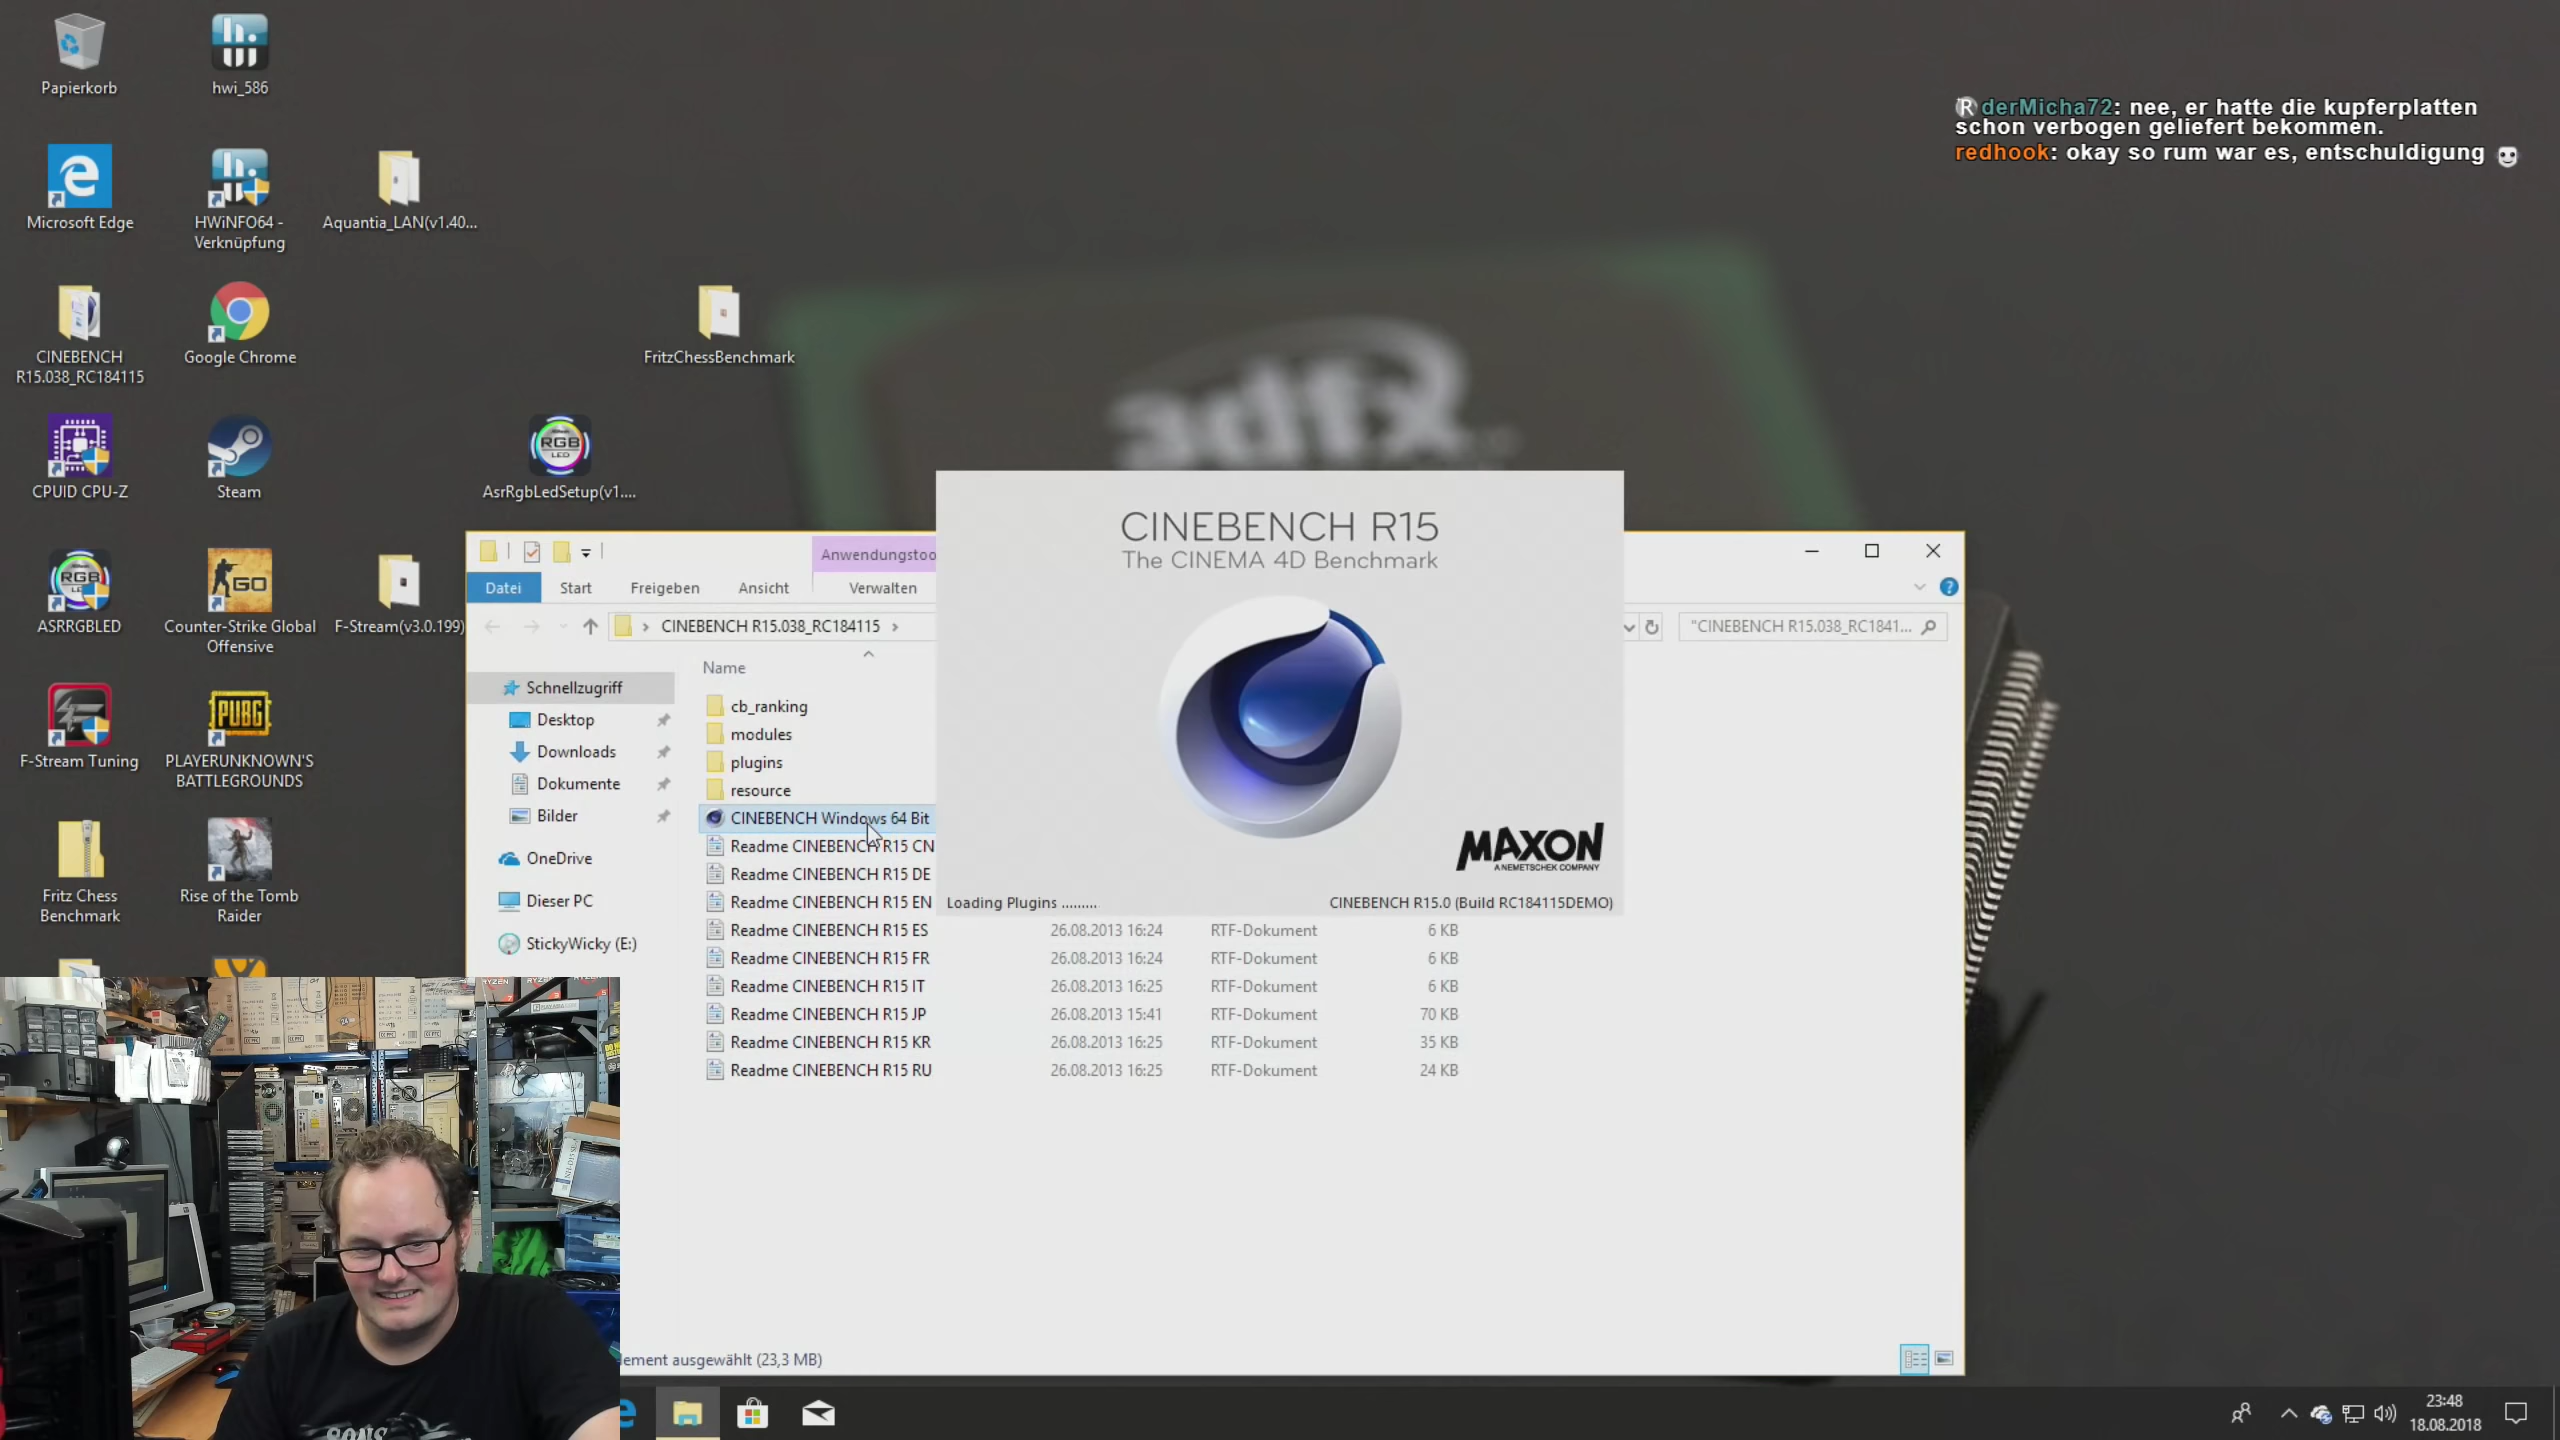 Papierkorb
hwi_586
Microsoft Edge
HWiNFO64 -
Verknüpfung
Aquantia_LAN(v1.40...
CINEBENCH
R15.038_RC184115
Google Chrome
FritzChessBenchmark
CPUID CPU-Z
Steam
RGB
LED
AsrRgbLedSetup(v1....
RGB
ASRRGBLED
GO
Counter-Strike Global
Offensive
F-Stream(v3.0.199)
F-Stream Tuning
PUBG
PLAYERUNKNOWN'S
BATTLEGROUNDS
Fritz Chess
Benchmark
Rise of the Tomb
Raider
derMicha72: nee, er hatte die kupferplatten
schon verbogen geliefert bekommen.
redhook: okay so rum war es, entschuldigung
Anwendungstoo
Datei
Start
Freigeben
Ansicht
Verwalten
CINEBENCH R15.038_RC184115
"CINEBENCH R15.038_RC1841...
Name
Schnellzugriff
Desktop
Downloads
Dokumente
Bilder
OneDrive
Dieser PC
StickyWicky (E:)
cb_ranking
modules
plugins
resource
CINEBENCH Windows 64 Bit
Readme CINEBENCH R15 CN
Readme CINEBENCH R15 DE
Readme CINEBENCH R15 EN
Readme CINEBENCH R15 ES 26.08.2013 16:24 RTF-Dokument 6 KB
Readme CINEBENCH R15 FR 26.08.2013 16:24 RTF-Dokument 6 KB
Readme CINEBENCH R15 IT 26.08.2013 16:25 RTF-Dokument 6 KB
Readme CINEBENCH R15 JP 26.08.2013 15:41 RTF-Dokument 70 KB
Readme CINEBENCH R15 KR 26.08.2013 16:25 RTF-Dokument 35 KB
Readme CINEBENCH R15 RU 26.08.2013 16:25 RTF-Dokument 24 KB
CINEBENCH R15
The CINEMA 4D Benchmark
MAXON
A NEMETSCHEK COMPANY
Loading Plugins .........
CINEBENCH R15.0 (Build RC184115DEMO)
lement ausgewählt (23,3 MB)
RYZEN
23:48
18.08.2018